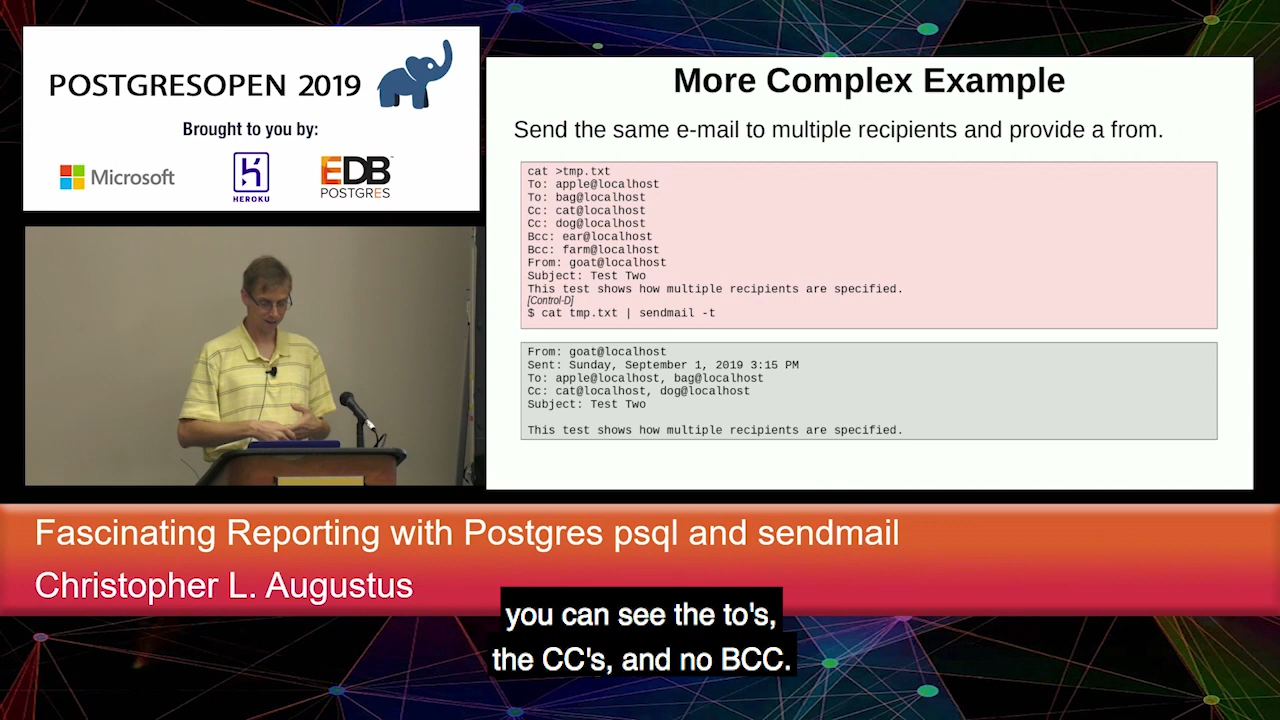 POSTGRESOPEN 2019
Brought to you by:
Microsoft
HEROKU
EDB
POSTGRES
More Complex Example
Send the same e-mail to multiple recipients and provide a from.
cat >tmp.txt
To: apple@localhost
To: bag@localhost
Cc: cat@localhost
Cc: dog@localhost
Bcc: ear@localhost
Bcc: farm@localhost
From: goat@localhost
Subject: Test Two
This test shows how multiple recipients are specified.
[Control-D]
$ cat tmp.txt | sendmail -t
From: goat@localhost
Sent: Sunday, September 1, 2019 3:15 PM
To: apple@localhost, bag@localhost
Cc: cat@localhost, dog@localhost
Subject: Test Two
This test shows how multiple recipients are specified.
Fascinating Reporting with Postgres psql and sendmail
Christopher L. Augustus
you can see the to's,
the CC's, and no BCC.